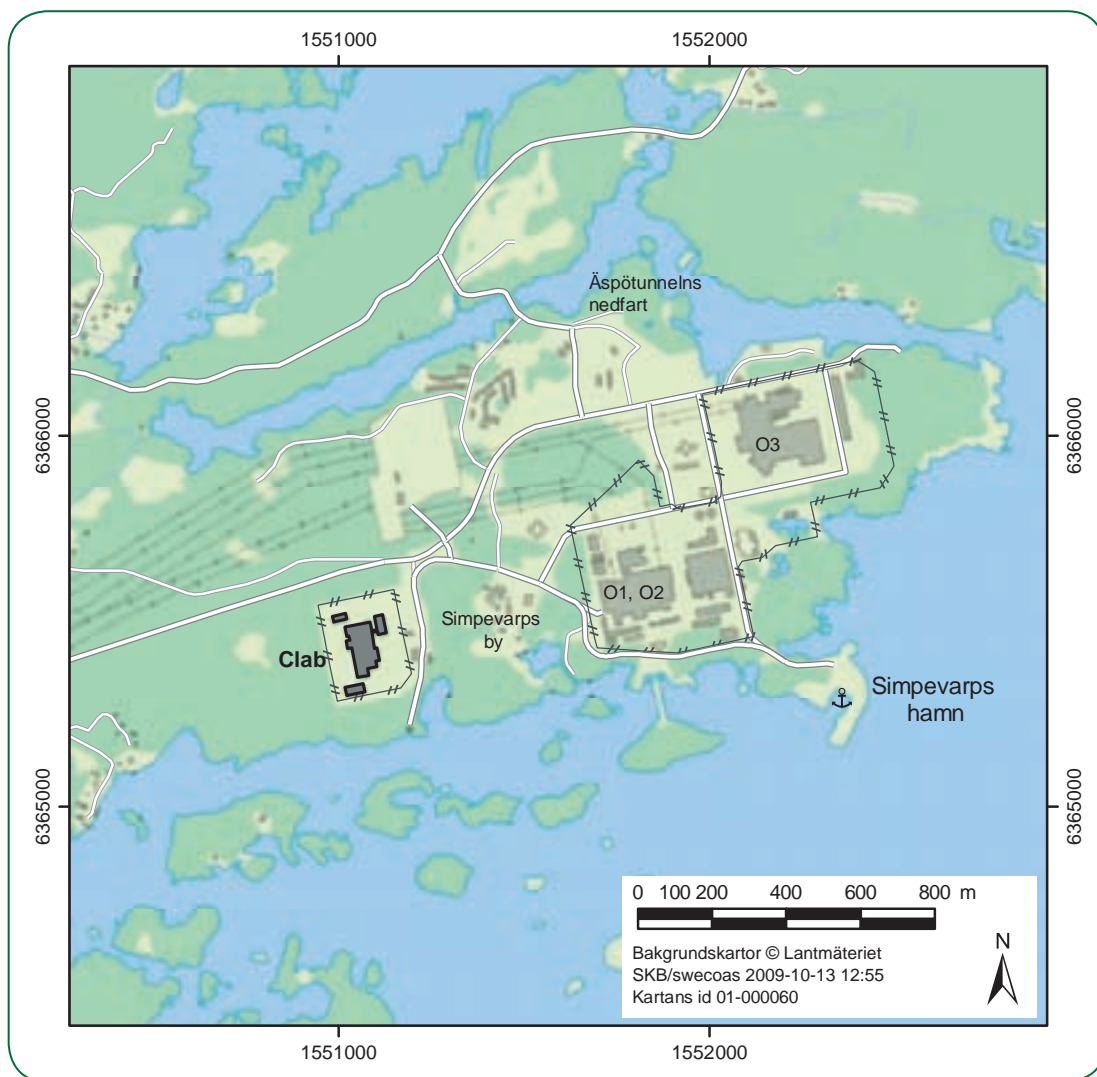 1551000
1552000
Äspötunnelns
nedfart
6366000
6366000
O3
O1, O2
Simpevarps
by
Clab
Simpevarps
hamn
6365000
6365000
0 100 200 400 600 800 m
Bakgrundskartor © Lantmäteriet
SKB/swecoas 2009-10-13 12:55
Kartans id 01-000060
N
1551000
1552000